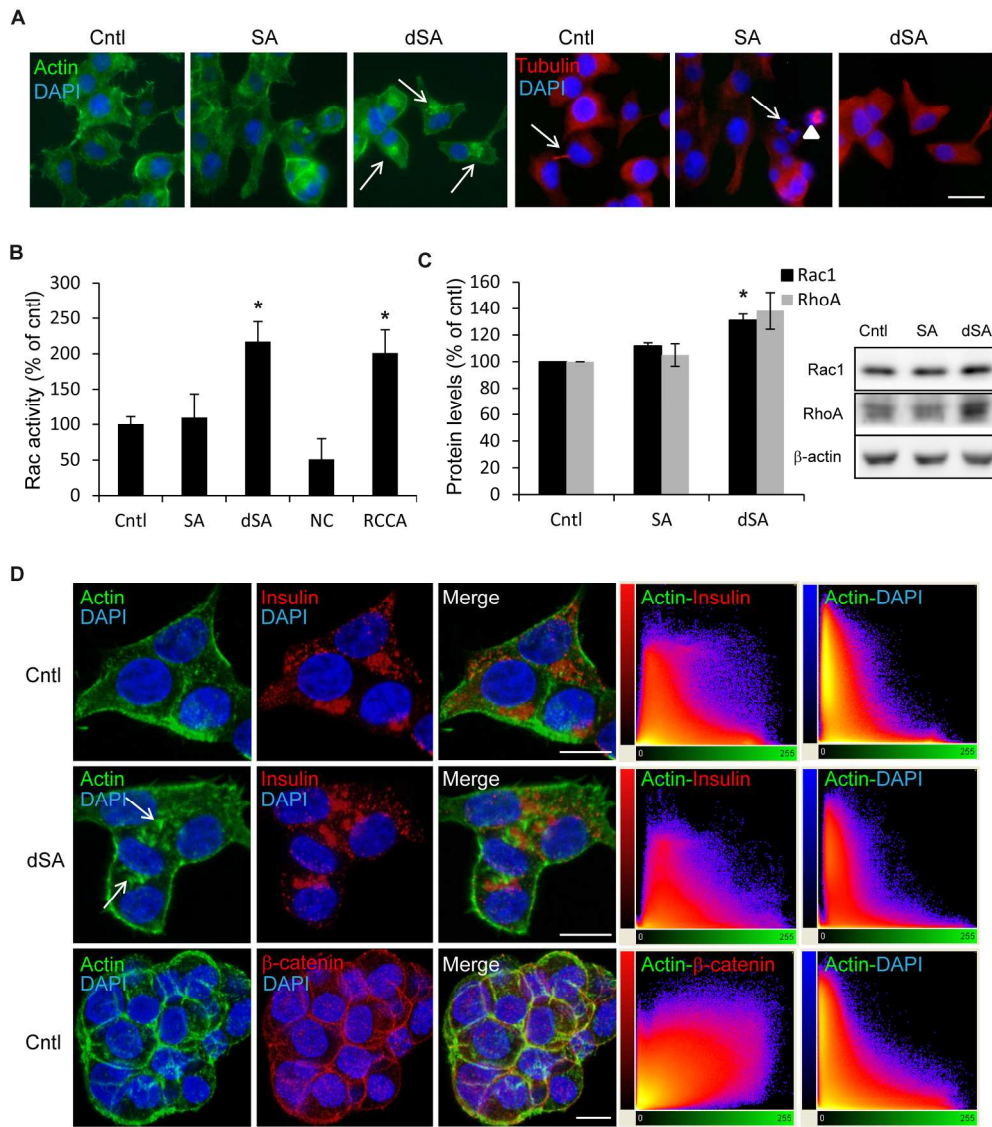 A
Cntl SA dSA Cntl SA dSA
Actin
DAPI
Tubulin
DAPI
B
Rac activity (% of cntl)
300
250
200
150
100
50
0
* *
Cntl SA dSA NC RCCA
C
Protein levels (% of cntl)
160
140
120
100
80
60
40
20
0
*
Rac1
RhoA
Cntl SA dSA
Cntl SA dSA
Rac1
RhoA
β-actin
D
Cntl
Actin
DAPI
Insulin
DAPI
Merge
Actin-Insulin
0 255
Actin-DAPI
0 255
dSA
Actin
DAPI
Insulin
DAPI
Merge
Actin-Insulin
0 255
Actin-DAPI
0 255
Cntl
Actin
DAPI
β-catenin
DAPI
Merge
Actin-β-catenin
0 255
Actin-DAPI
0 255